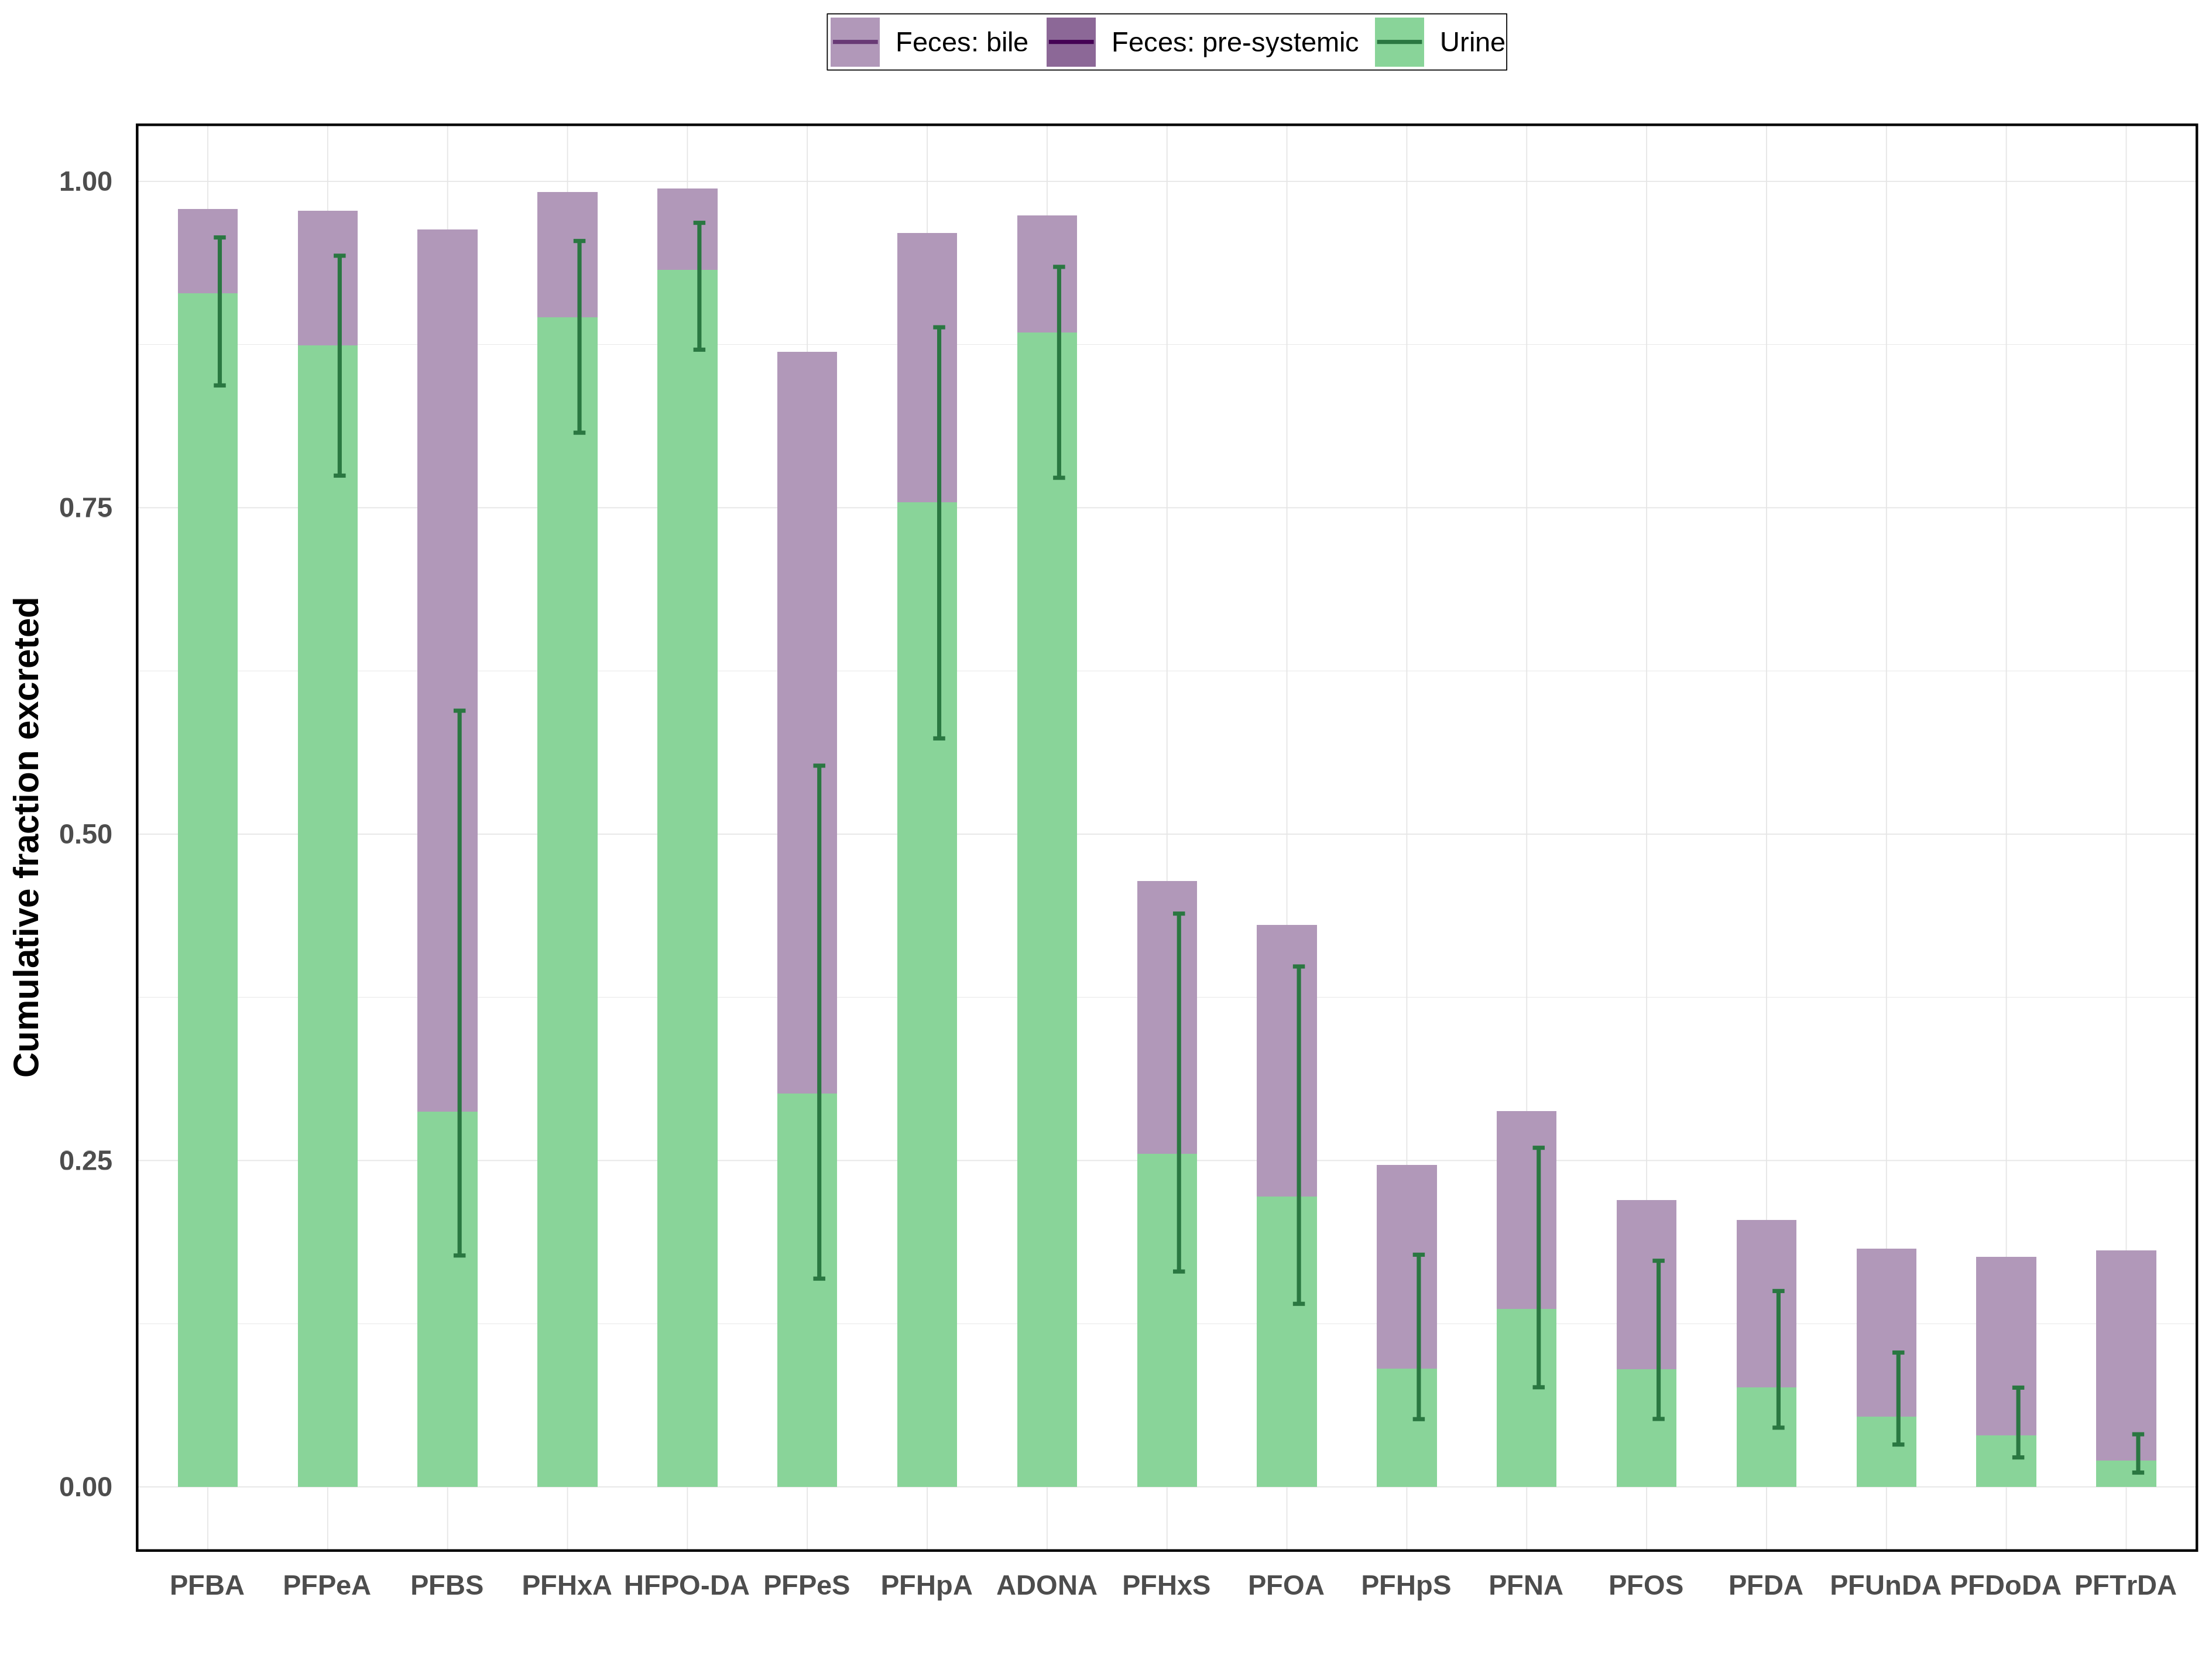 Feces: bile Feces: pre-systemic Urine
Cumulative fraction excreted
1.00
0.75
0.50
0.25
0.00
PFBA PFPeA PFBS PFHxA HFPO-DA PFPeS PFHpA ADONA PFHxS PFOA PFHpS PFNA PFOS PFDA PFUnDA PFDoDA PFTrDA